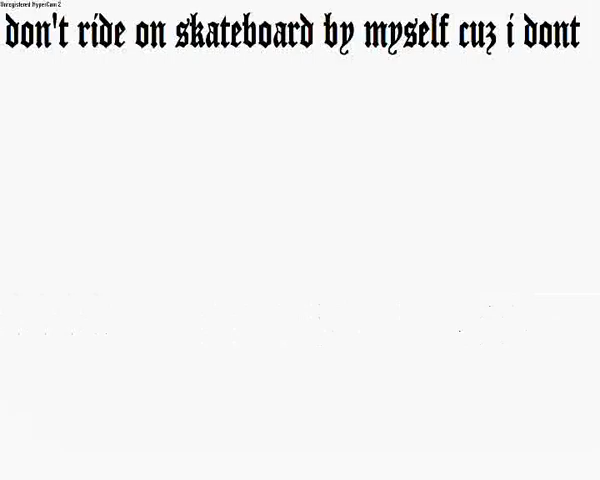 Unregistered HyperCam 2
don't ride on skateboard by myself cuz i dont